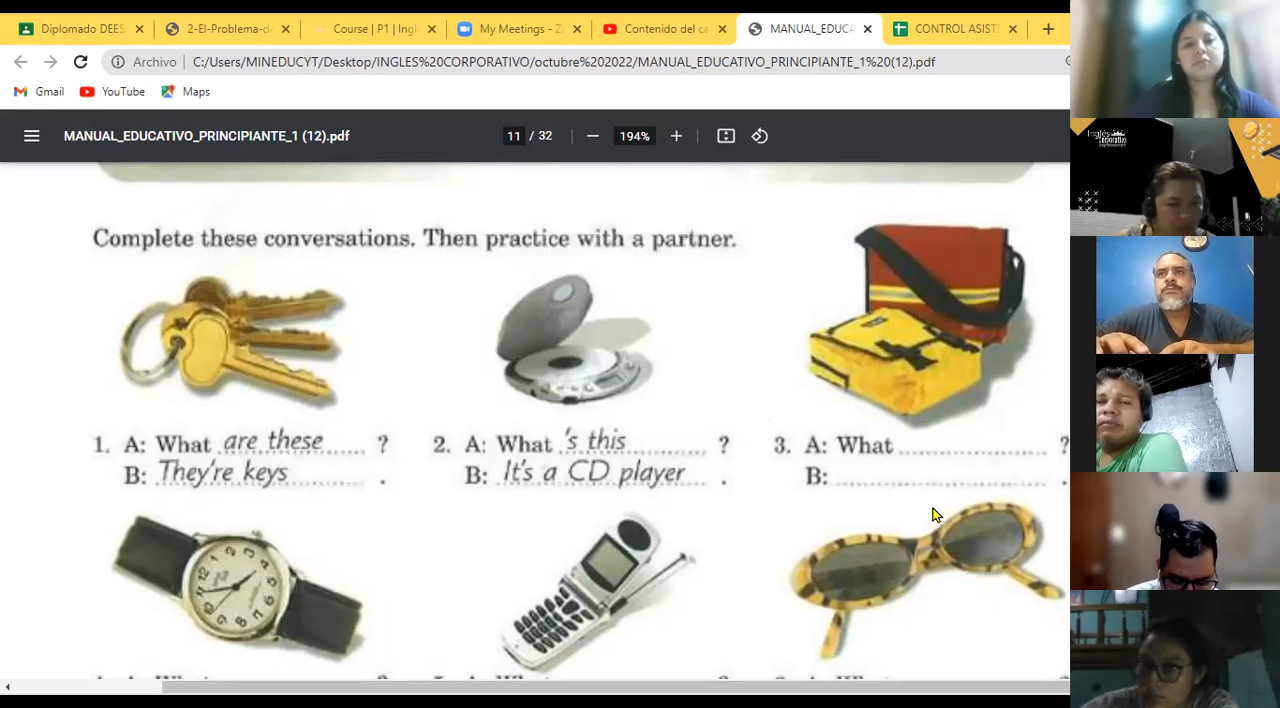 Diplomado DEES
2-El-Problema-d
Course | P1 | Ingl
My Meetings - Z
Contenido del ca
MANUAL_EDUCA
CONTROL ASIST
Archivo
C:/Users/MINEDUCYT/Desktop/INGLES%20CORPORATIVO/octubre%202022/MANUAL_EDUCATIVO_PRINCIPIANTE_1%20(12).pdf
Gmail
YouTube
Maps
MANUAL_EDUCATIVO_PRINCIPIANTE_1 (12).pdf
11 / 32
194%
Inglés
Corporativo
Complete these conversations. Then practice with a partner.
1. A: What are these ?
B: They're keys .
2. A: What 's this ?
B: It's a CD player .
3. A: What ?
B: .